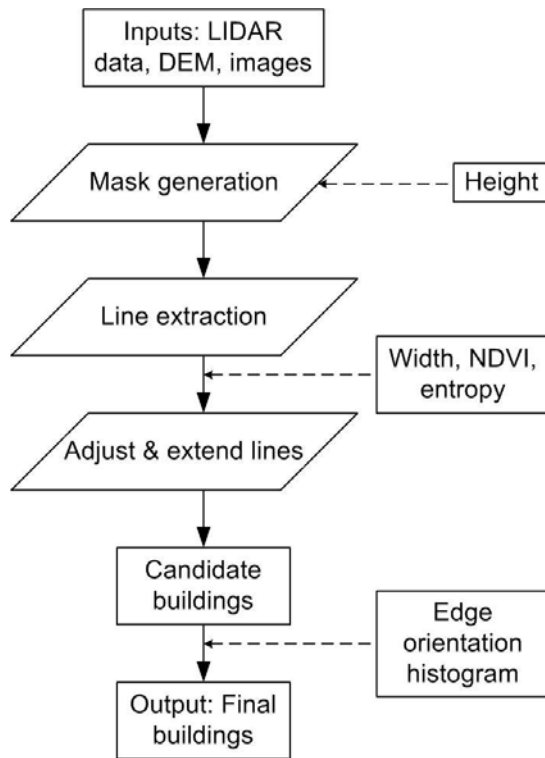 Inputs: LIDAR
data, DEM, images
Mask generation
Height
Line extraction
Width, NDVI,
entropy
Adjust & extend lines
Candidate
buildings
Edge
orientation
histogram
Output: Final
buildings